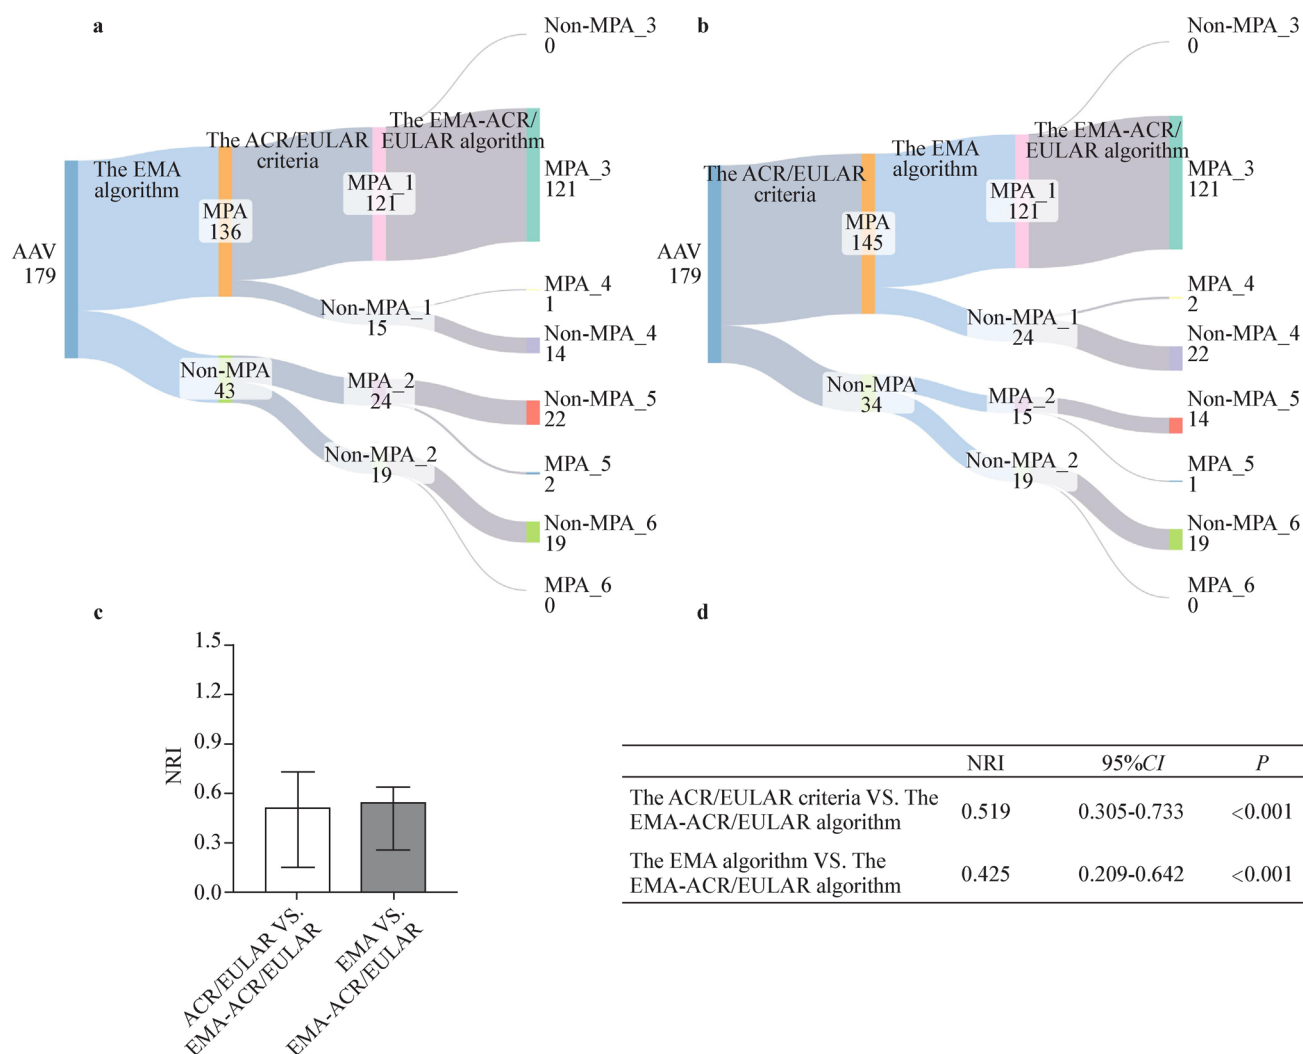 a
Non-MPA_3
0
The EMA
algorithm
The ACR/EULAR
criteria
The EMA-ACR/
EULAR algorithm
MPA
136
MPA_1
121
MPA_3
121
AAV
179
MPA_4
1
Non-MPA_1
15
Non-MPA_4
14
Non-MPA
43
MPA_2
24
Non-MPA_5
22
Non-MPA_2
19
MPA_5
2
Non-MPA_6
19
MPA_6
0
b
Non-MPA_3
0
The ACR/EULAR
criteria
The EMA
algorithm
The EMA-ACR/
EULAR algorithm
MPA
145
MPA_1
121
MPA_3
121
AAV
179
MPA_4
2
Non-MPA_1
24
Non-MPA_4
22
Non-MPA
34
MPA_2
15
Non-MPA_5
14
Non-MPA_2
19
MPA_5
1
Non-MPA_6
19
MPA_6
0
c
NRI
1.5
1.2
0.9
0.6
0.3
0.0
ACR/EULAR VS.
EMA-ACR/EULAR
EMA VS.
EMA-ACR/EULAR
d
NRI 95%CI P
The ACR/EULAR criteria VS. The
EMA-ACR/EULAR algorithm
0.519 0.305-0.733 <0.001
The EMA algorithm VS. The
EMA-ACR/EULAR algorithm
0.425 0.209-0.642 <0.001